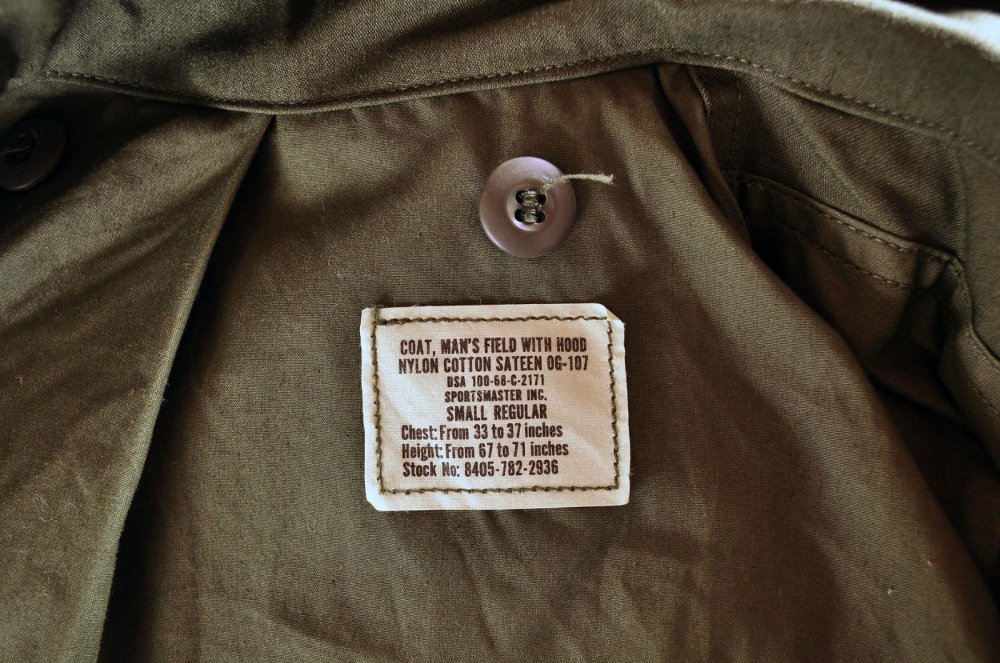 COAT, MAN'S FIELD WITH HOOD
NYLON COTTON SATEEN OG-107
DSA 100-68-C-2171
SPORTSMASTER INC.
SMALL REGULAR
Chest: From 33 to 37 inches
Height: From 67 to 71 inches
Stock No: 8405-782-2936